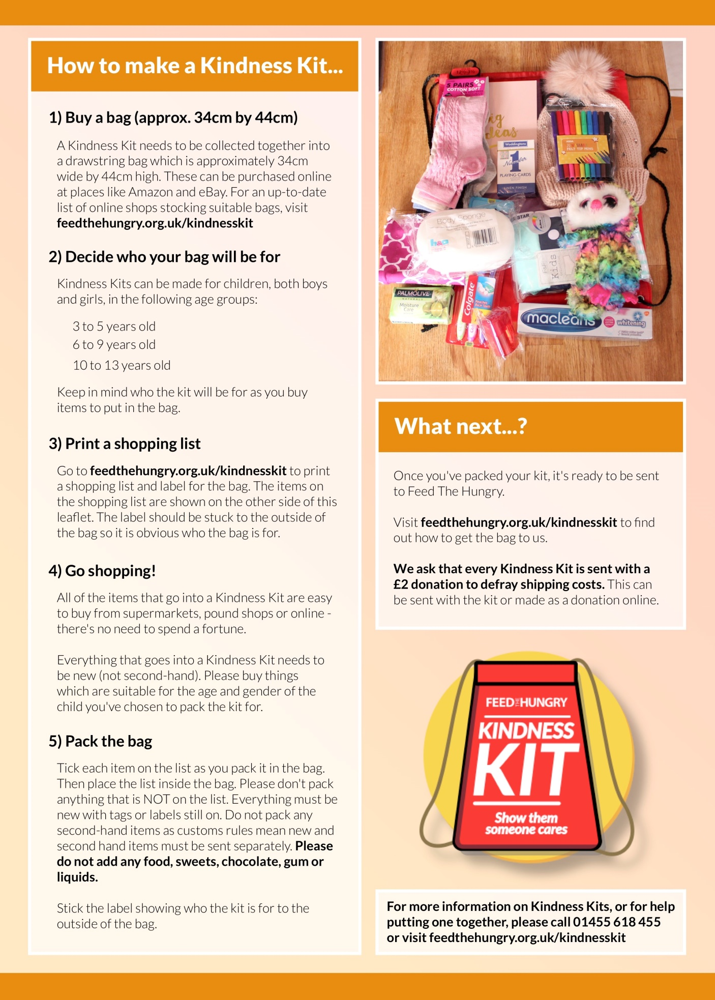 How to make a Kindness Kit...
1) Buy a bag (approx. 34cm by 44cm)
A Kindness Kit needs to be collected together into
a drawstring bag which is approximately 34cm
wide by 44cm high. These can be purchased online
at places like Amazon and eBay. For an up-to-date
list of online shops stocking suitable bags, visit
feedthehungry.org.uk/kindnesskit
2) Decide who your bag will be for
Kindness Kits can be made for children, both boys
and girls, in the following age groups:
3 to 5 years old
6 to 9 years old
10 to 13 years old
Keep in mind who the kit will be for as you buy
items to put in the bag.
3) Print a shopping list
Go to feedthehungry.org.uk/kindnesskit to print
a shopping list and label for the bag. The items on
the shopping list are shown on the other side of this
leaflet. The label should be stuck to the outside of
the bag so it is obvious who the bag is for.
4) Go shopping!
All of the items that go into a Kindness Kit are easy
to buy from supermarkets, pound shops or online -
there's no need to spend a fortune.
Everything that goes into a Kindness Kit needs to
be new (not second-hand). Please buy things
which are suitable for the age and gender of the
child you've chosen to pack the kit for.
5) Pack the bag
Tick each item on the list as you pack it in the bag.
Then place the list inside the bag. Please don't pack
anything that is NOT on the list. Everything must be
new with tags or labels still on. Do not pack any
second-hand items as customs rules mean new and
second hand items must be sent separately. Please
do not add any food, sweets, chocolate, gum or
liquids.
Stick the label showing who the kit is for to the
outside of the bag.
12½-3½
5 PAIRS
COTTON SOFT
ig
deas
Waddingtons
Number
1
PLAYING CARDS
LINEN FINISH
FELT TIP PENS
Body Sponge
h&a
STAR
F&F
Kids
PALMOLIVE
NATURALS
Moisture
Care
Colgate
Reaches
Back Teeth
macleans
whitening
What next...?
Once you've packed your kit, it's ready to be sent
to Feed The Hungry.
Visit feedthehungry.org.uk/kindnesskit to find
out how to get the bag to us.
We ask that every Kindness Kit is sent with a
£2 donation to defray shipping costs. This can
be sent with the kit or made as a donation online.
FEED THE HUNGRY
KINDNESS
KIT
Show them
someone cares
For more information on Kindness Kits, or for help
putting one together, please call 01455 618 455
or visit feedthehungry.org.uk/kindnesskit